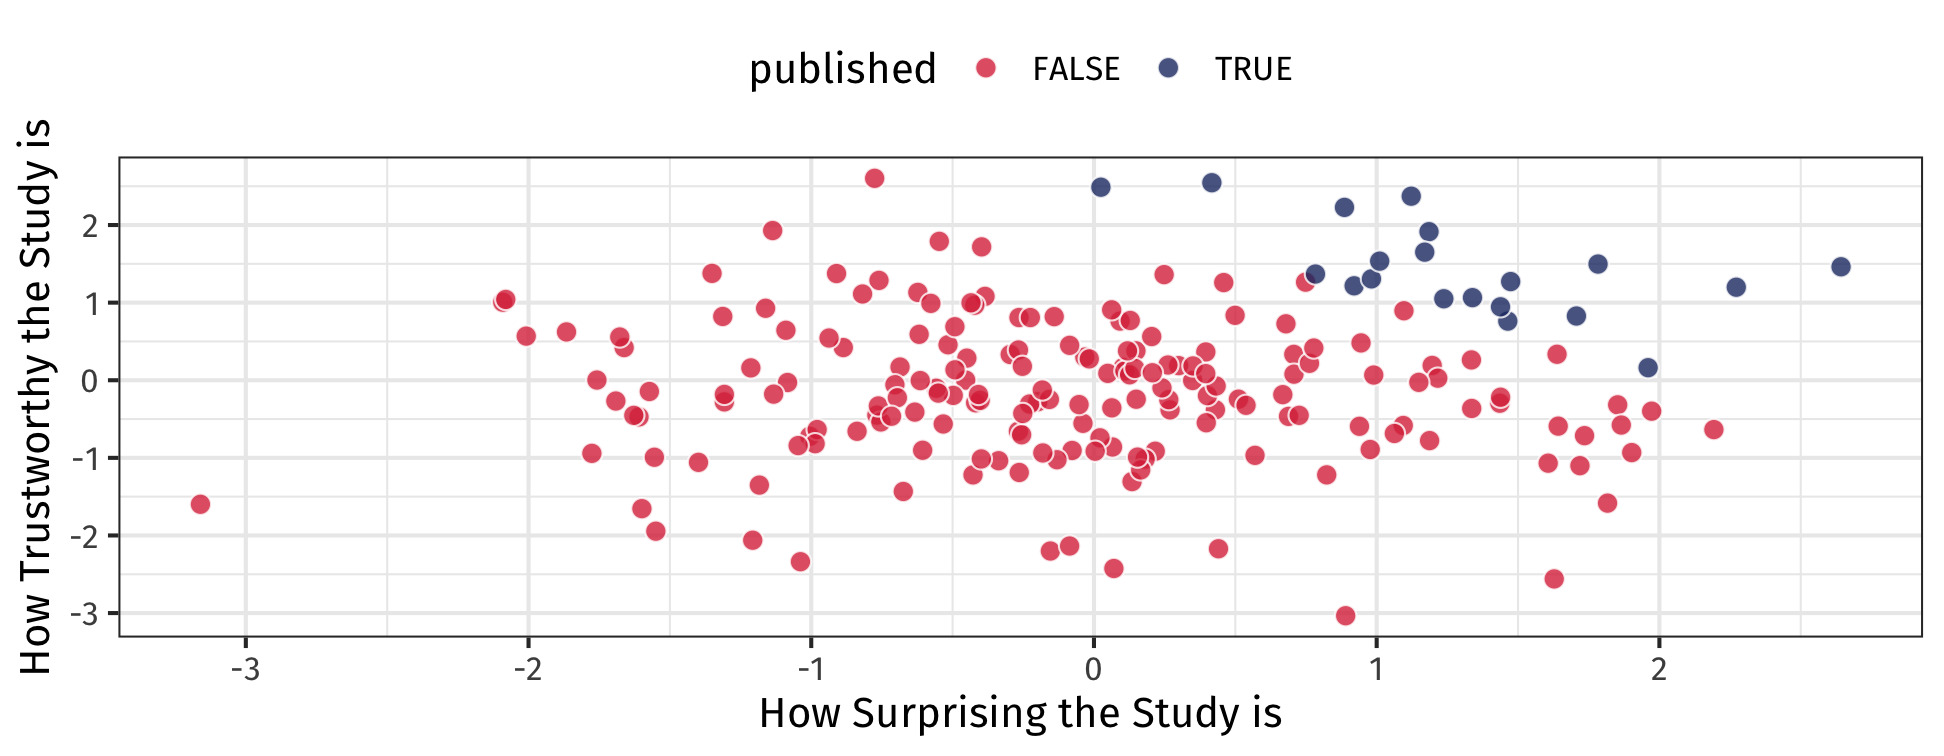 published FALSE TRUE
How Trustworthy the Study is
2
1
0
-1
-2
-3
-3 -2 -1 0 1 2
How Surprising the Study is